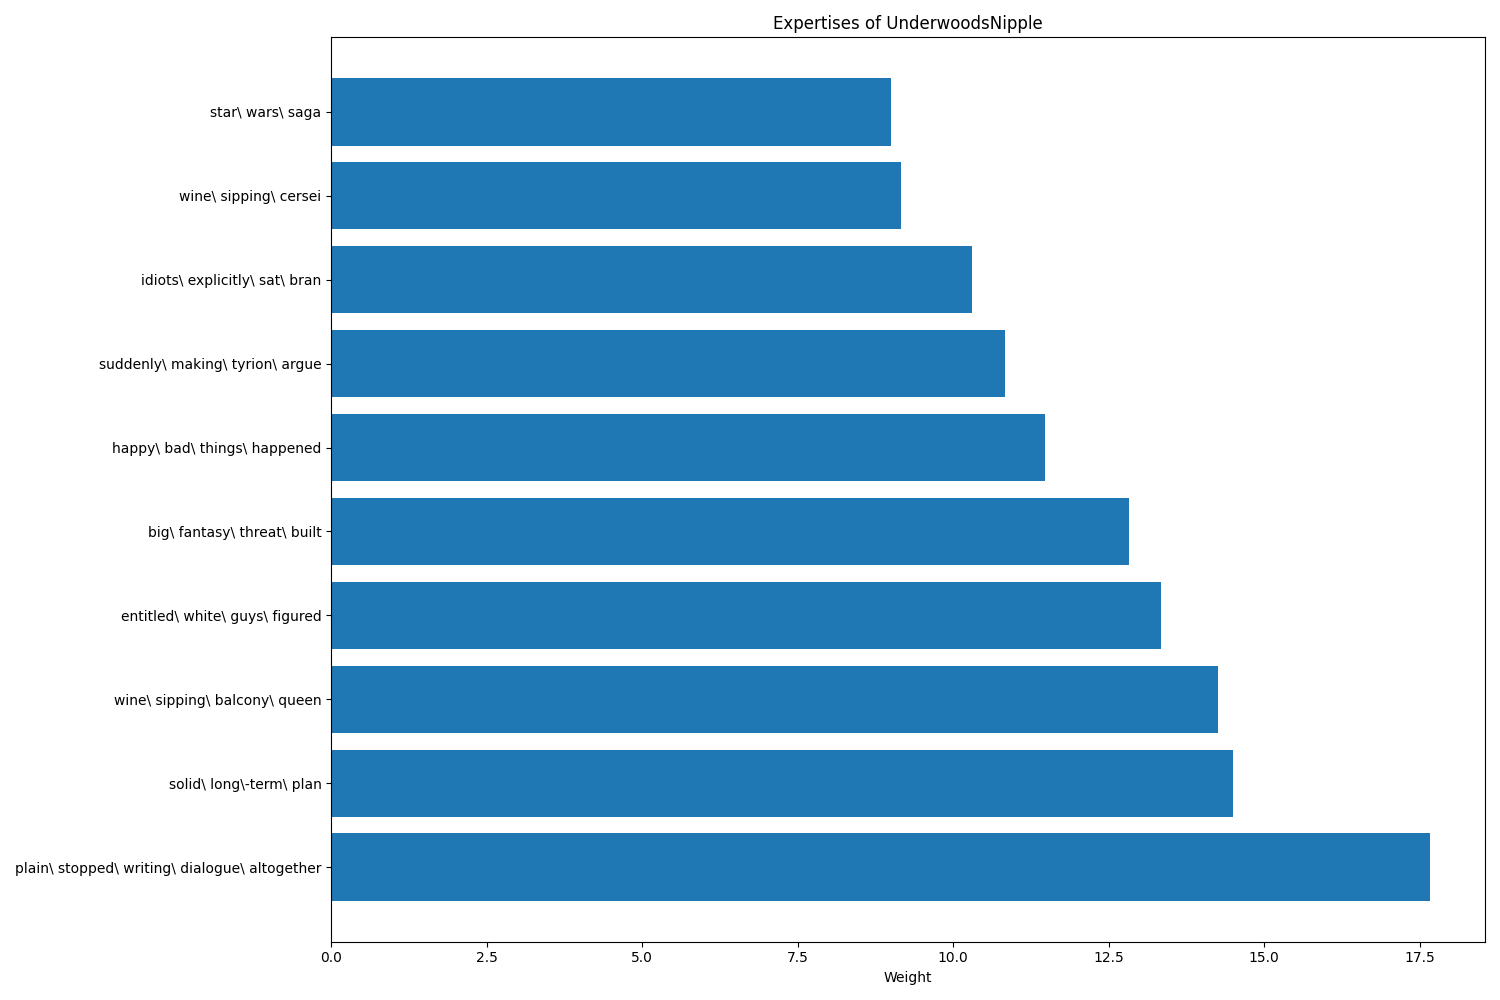 Expertises of UnderwoodsNipple
star\ wars\ saga
wine\ sipping\ cersei
idiots\ explicitly\ sat\ bran
suddenly\ making\ tyrion\ argue
happy\ bad\ things\ happened
big\ fantasy\ threat\ built
entitled\ white\ guys\ figured
wine\ sipping\ balcony\ queen
solid\ long\-term\ plan
plain\ stopped\ writing\ dialogue\ altogether
0.0 2.5 5.0 7.5 10.0 12.5 15.0 17.5
Weight